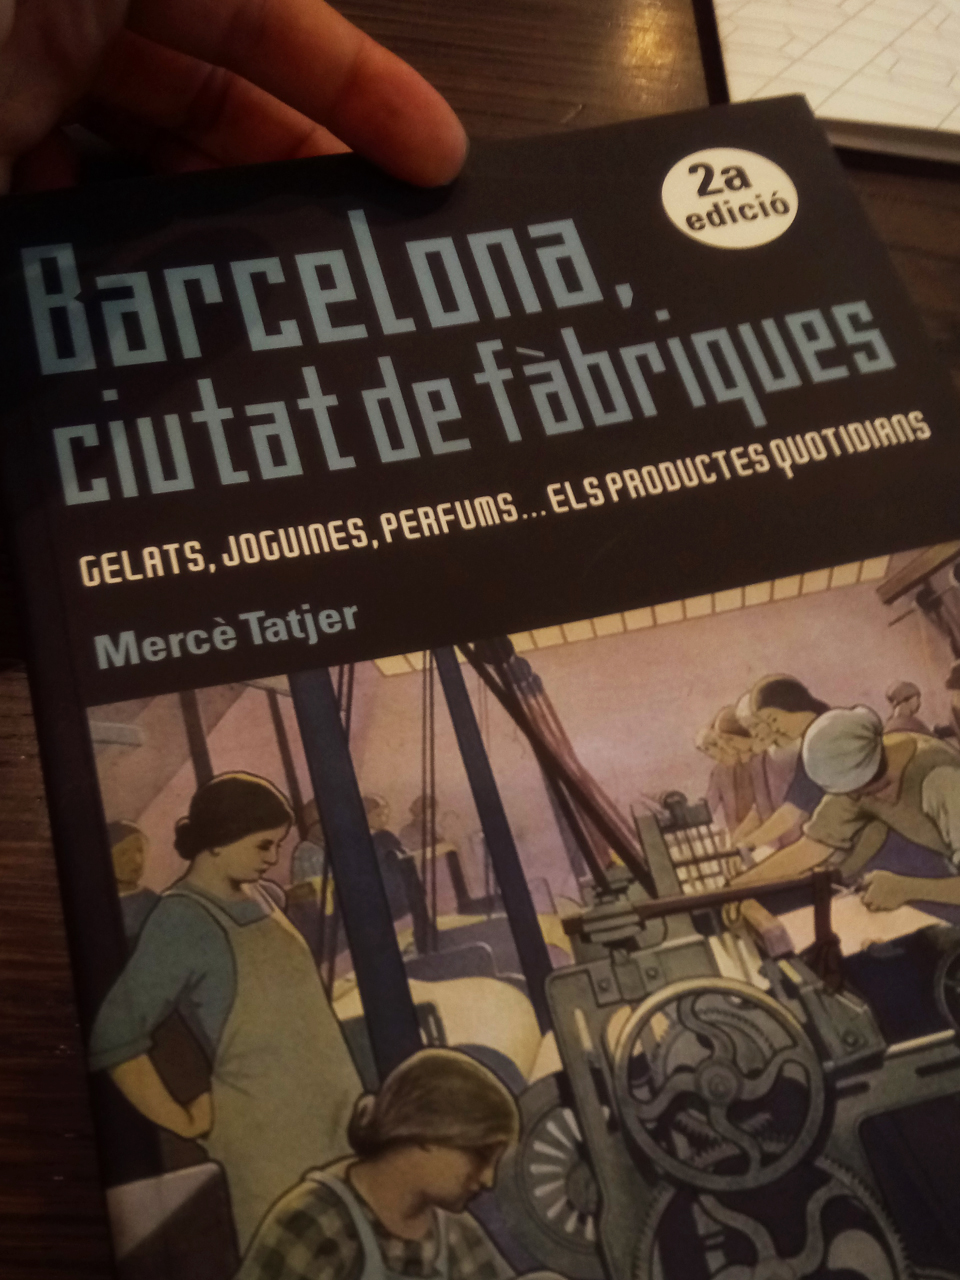 2a
edició
Barcelona,
ciutat de fàbriques
GELATS, JOGUINES, PERFUMS... ELS PRODUCTES QUOTIDIANS
Mercè Tatjer